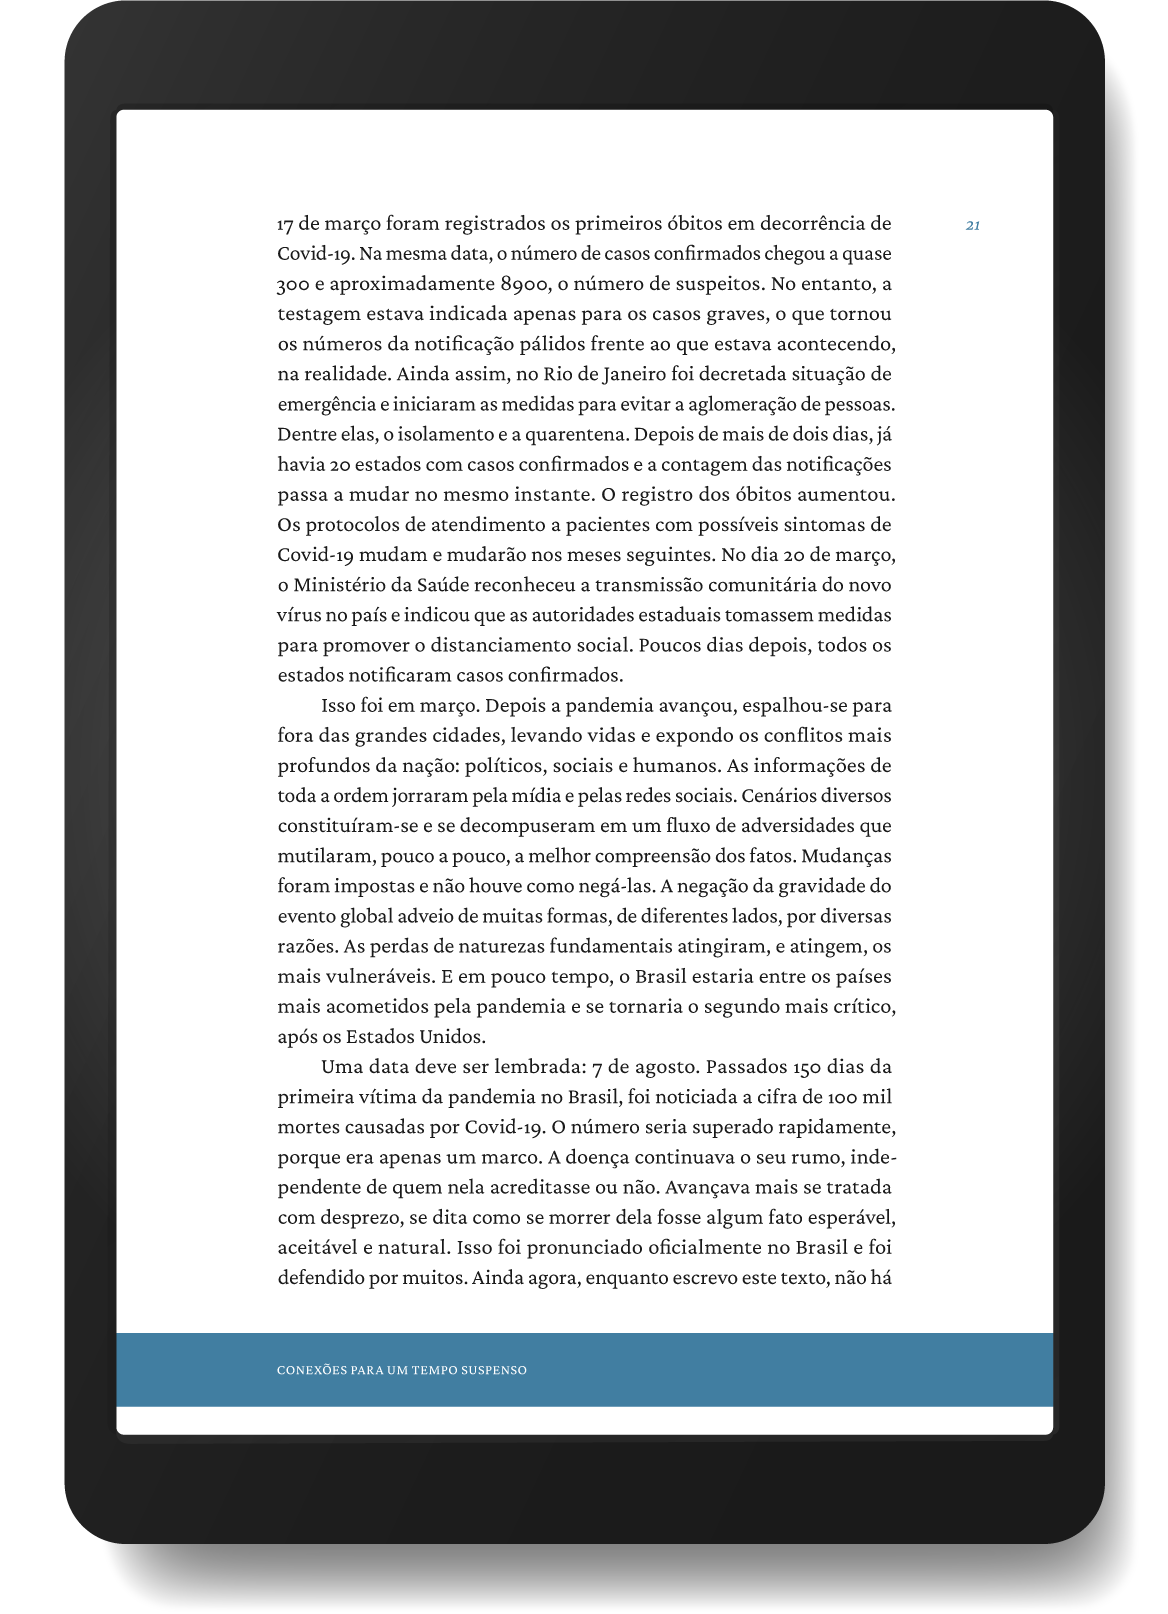 17 de março foram registrados os primeiros óbitos em decorrência de
21
Covid-19. Na mesma data, o número de casos confirmados chegou a quase
300 e aproximadamente 8900, o número de suspeitos. No entanto, a
testagem estava indicada apenas para os casos graves, o que tornou
os números da notificação pálidos frente ao que estava acontecendo,
na realidade. Ainda assim, no Rio de Janeiro foi decretada situação de
emergência e iniciaram as medidas para evitar a aglomeração de pessoas.
Dentre elas, o isolamento e a quarentena. Depois de mais de dois dias, já
havia 20 estados com casos confirmados e a contagem das notificações
passa a mudar no mesmo instante. O registro dos óbitos aumentou.
Os protocolos de atendimento a pacientes com possíveis sintomas de
Covid-19 mudam e mudarão nos meses seguintes. No dia 20 de março,
o Ministério da Saúde reconheceu a transmissão comunitária do novo
vírus no país e indicou que as autoridades estaduais tomassem medidas
para promover o distanciamento social. Poucos dias depois, todos os
estados notificaram casos confirmados.
Isso foi em março. Depois a pandemia avançou, espalhou-se para
fora das grandes cidades, levando vidas e expondo os conflitos mais
profundos da nação: políticos, sociais e humanos. As informações de
toda a ordem jorraram pela mídia e pelas redes sociais. Cenários diversos
constituíram-se e se decompuseram em um fluxo de adversidades que
mutilaram, pouco a pouco, a melhor compreensão dos fatos. Mudanças
foram impostas e não houve como negá-las. A negação da gravidade do
evento global adveio de muitas formas, de diferentes lados, por diversas
razões. As perdas de naturezas fundamentais atingiram, e atingem, os
mais vulneráveis. E em pouco tempo, o Brasil estaria entre os países
mais acometidos pela pandemia e se tornaria o segundo mais crítico,
após os Estados Unidos.
Uma data deve ser lembrada: 7 de agosto. Passados 150 dias da
primeira vítima da pandemia no Brasil, foi noticiada a cifra de 100 mil
mortes causadas por Covid-19. O número seria superado rapidamente,
porque era apenas um marco. A doença continuava o seu rumo, inde-
pendente de quem nela acreditasse ou não. Avançava mais se tratada
com desprezo, se dita como se morrer dela fosse algum fato esperável,
aceitável e natural. Isso foi pronunciado oficialmente no Brasil e foi
defendido por muitos. Ainda agora, enquanto escrevo este texto, não há
CONEXÕES PARA UM TEMPO SUSPENSO